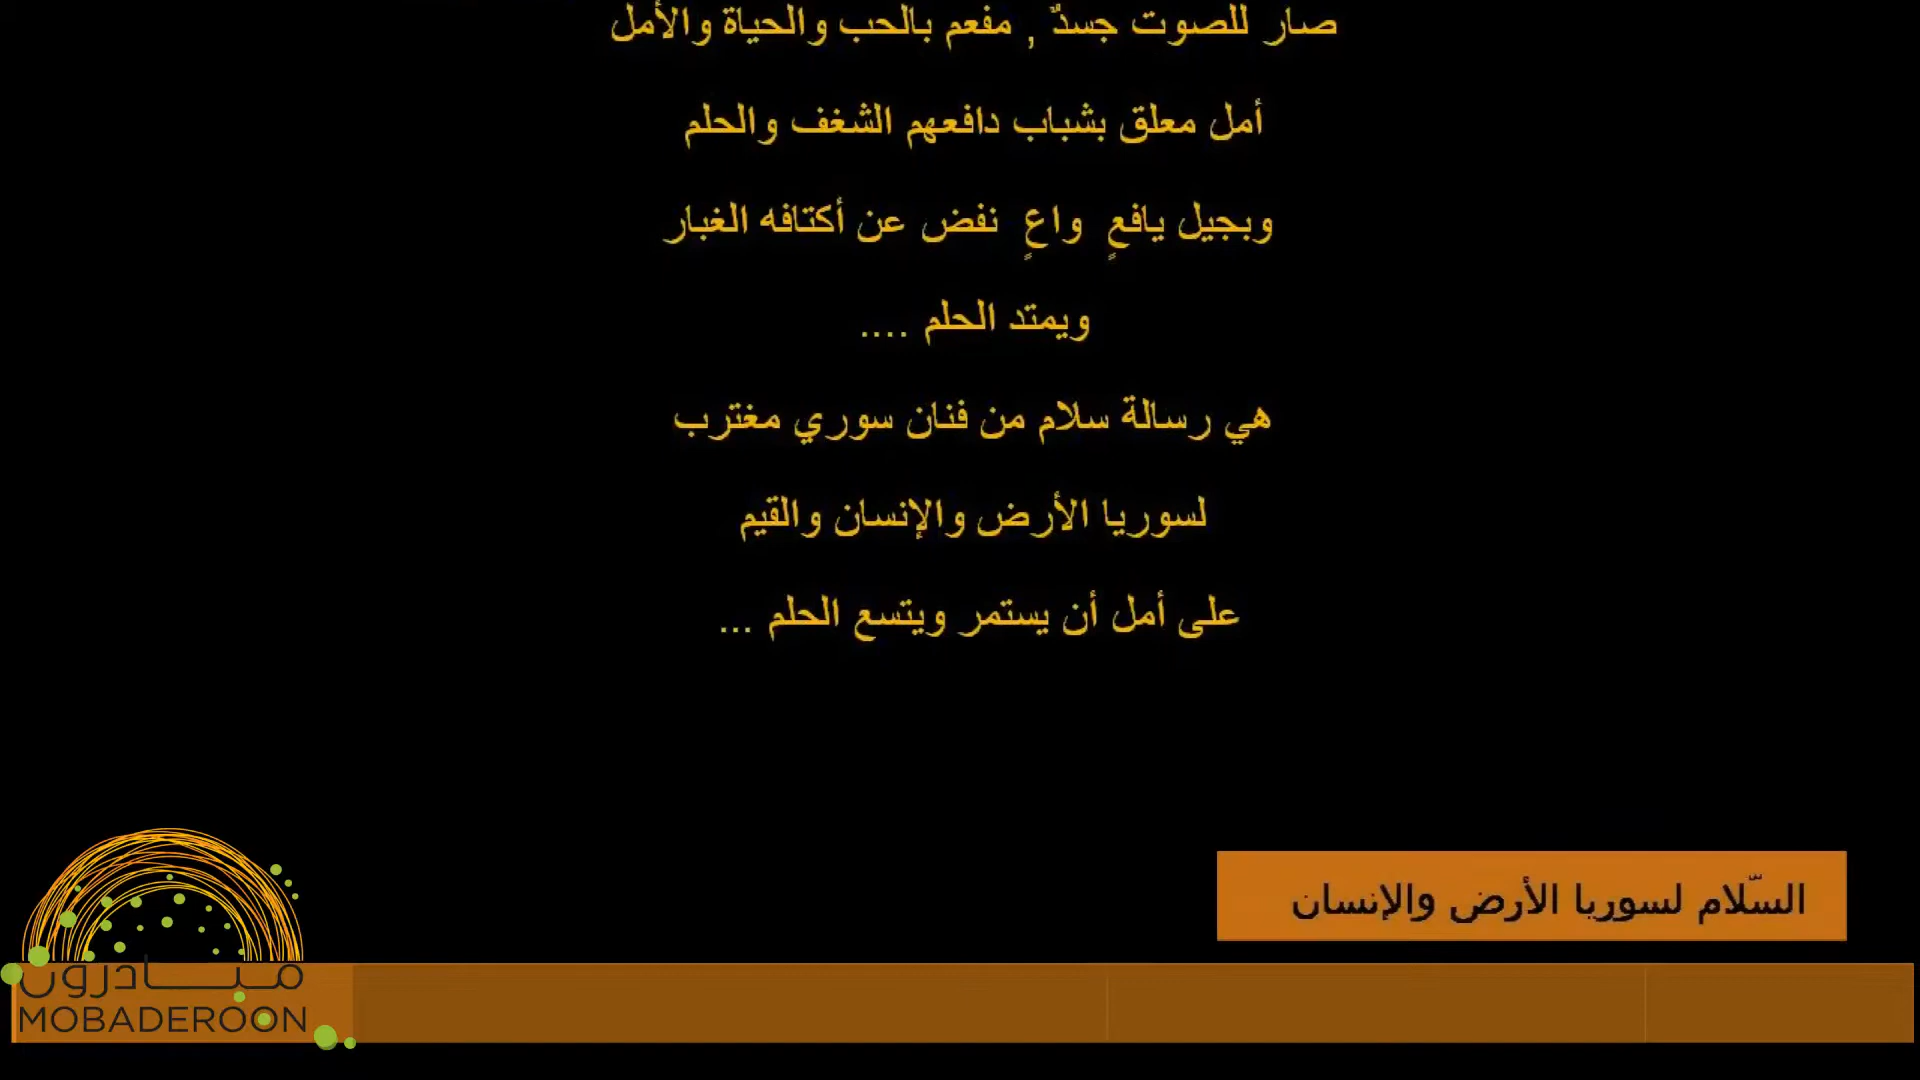 صار للصوت جسدٌ , مفعم بالحب والحياة والأمل
أمل معلق بشباب دافعهم الشغف والحلم
وبجيل يافعٍ واعٍ نفض عن أكتافه الغبار
ويمتد الحلم ....
هي رسالة سلام من فنان سوري مغترب
لسوريا الأرض والإنسان والقيم
على أمل أن يستمر ويتسع الحلم ...
السّلام لسوريا الأرض والإنسان
مبادرون
MOBADEROON